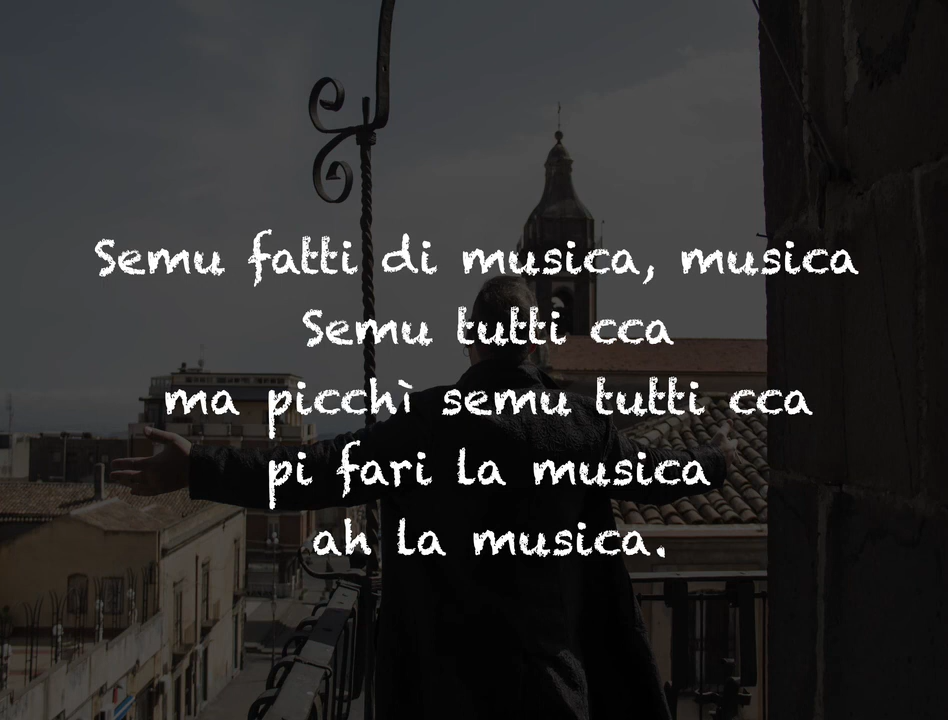 Semu fatti di musica, musica
Semu tutti cca
ma picchì semu tutti cca
pi fari la musica
ah la musica.